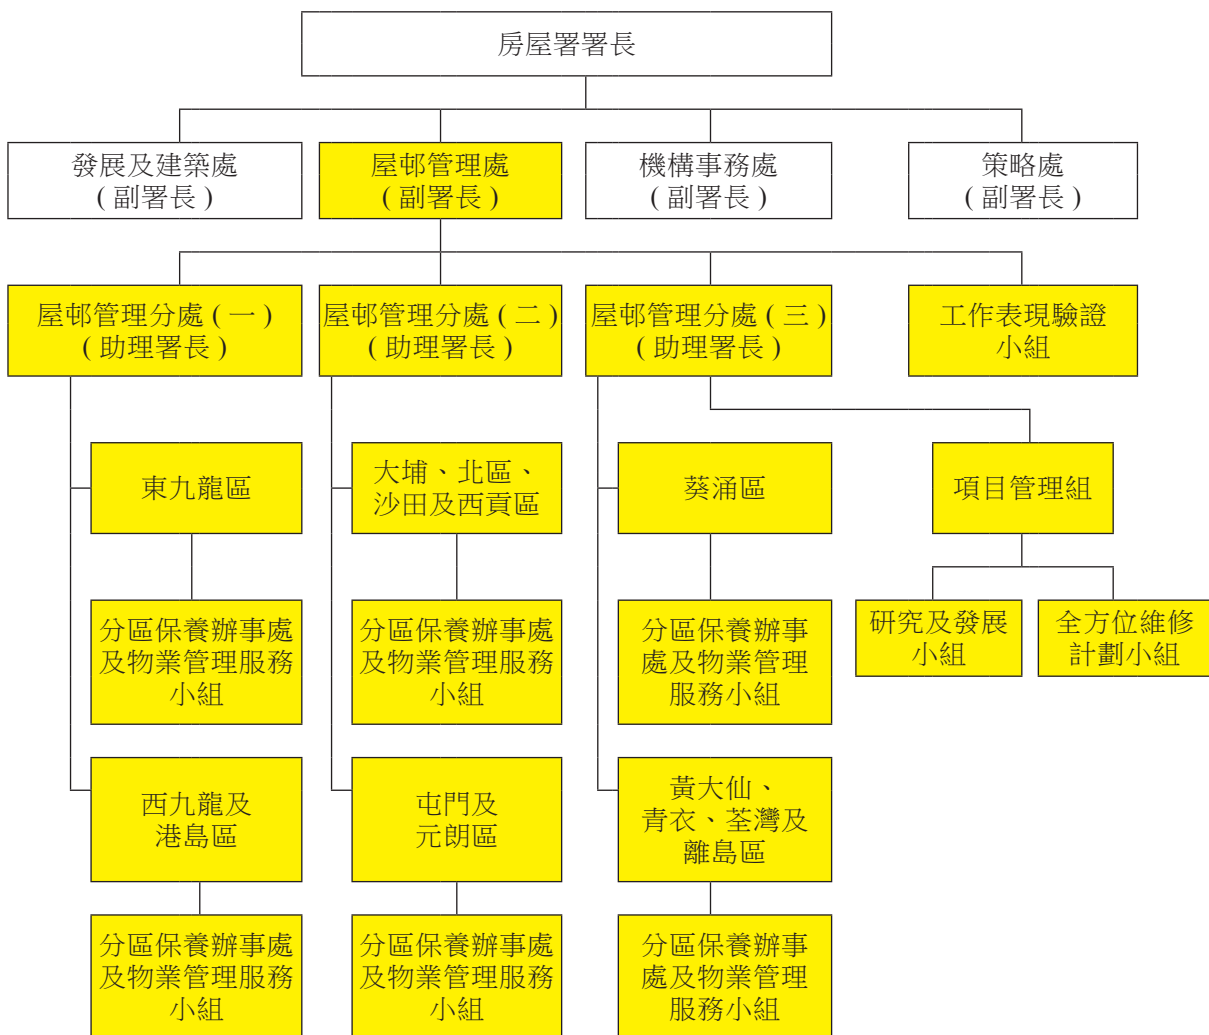 房屋署署長
發展及建築處
( 副署長 )
屋邨管理處
( 副署長 )
機構事務處
( 副署長 )
策略處
( 副署長 )
屋邨管理分處 ( 一 )
( 助理署長 )
屋邨管理分處 ( 二 )
( 助理署長 )
屋邨管理分處 ( 三 )
( 助理署長 )
工作表現驗證
小組
東九龍區
大埔、北區、
沙田及西貢區
葵涌區
項目管理組
分區保養辦事處
及物業管理服務
小組
分區保養辦事處
及物業管理服務
小組
分區保養辦事
處及物業管理
服務小組
研究及發展
小組
全方位維修
計劃小組
西九龍及
港島區
屯門及
元朗區
黃大仙、
青衣、荃灣及
離島區
分區保養辦事處
及物業管理服務
小組
分區保養辦事處
及物業管理服務
小組
分區保養辦事
處及物業管理
服務小組